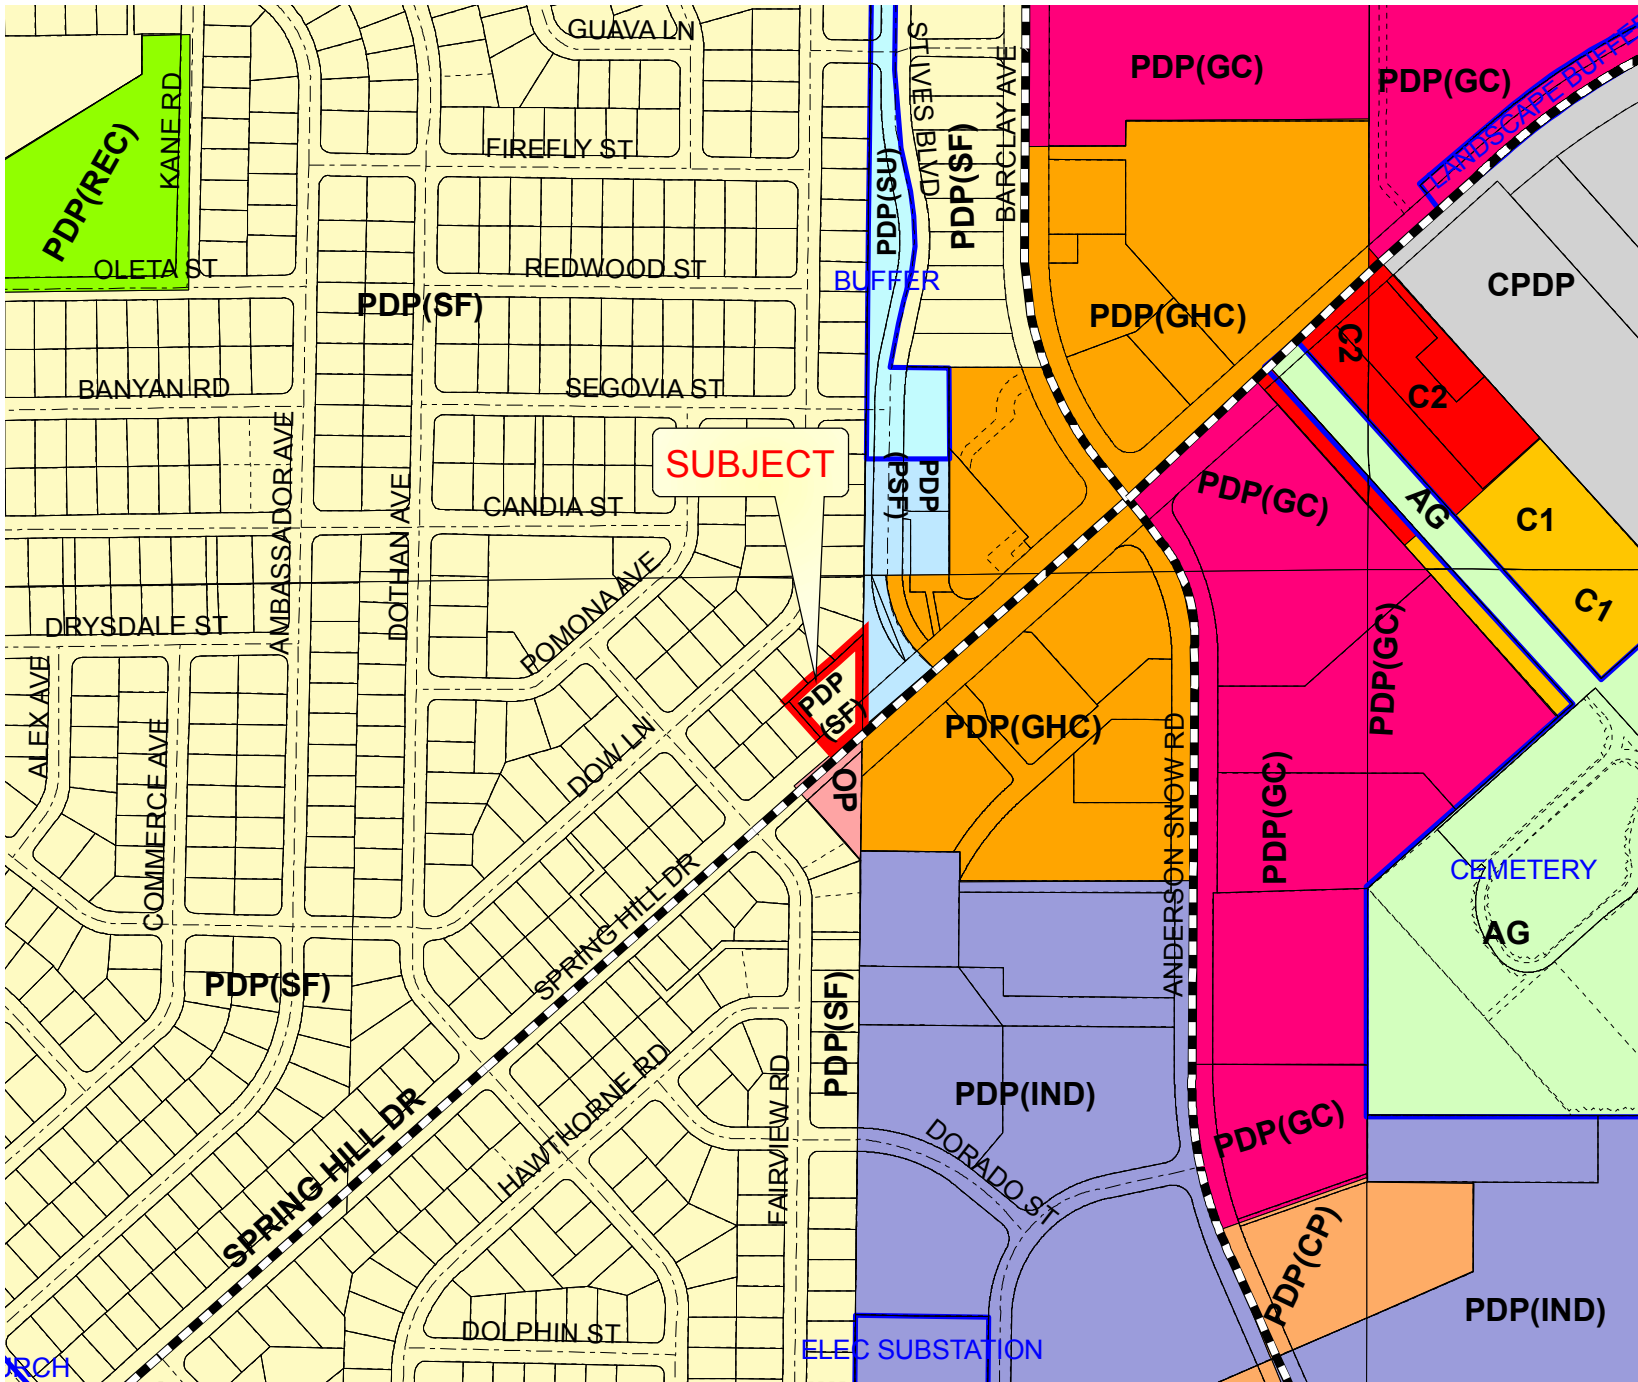 GUAVA LN
ST IVES BLVD
BARCLAY AVE
PDP(GC)
PDP(GC)
LANDSCAPE BUFFER
KANE RD
PDP(REC)
FIREFLY ST
PDP(SU)
PDP(SF)
OLETA ST
REDWOOD ST
BUFFER
PDP(SF)
PDP(GHC)
CPDP
C2
C2
BANYAN RD
SEGOVIA ST
AMBASSADOR AVE
SUBJECT
PDP
(PSF)
PDP(GC)
AG
C1
CANDIA ST
DOTHAN AVE
POMONA AVE
C1
DRYSDALE ST
PDP(GC)
ALEX AVE
COMMERCE AVE
PDP
(SF)
DOW LN
PDP(GHC)
ANDERSON SNOW RD
OP
PDP(GC)
CEMETERY
AG
SPRING HILL DR
PDP(SF)
PDP(SF)
HAWTHORNE RD
FAIRVIEW RD
PDP(IND)
DORADO ST
PDP(GC)
SPRING HILL DR
PDP(CP)
PDP(IND)
DOLPHIN ST
ELEC SUBSTATION
RCH